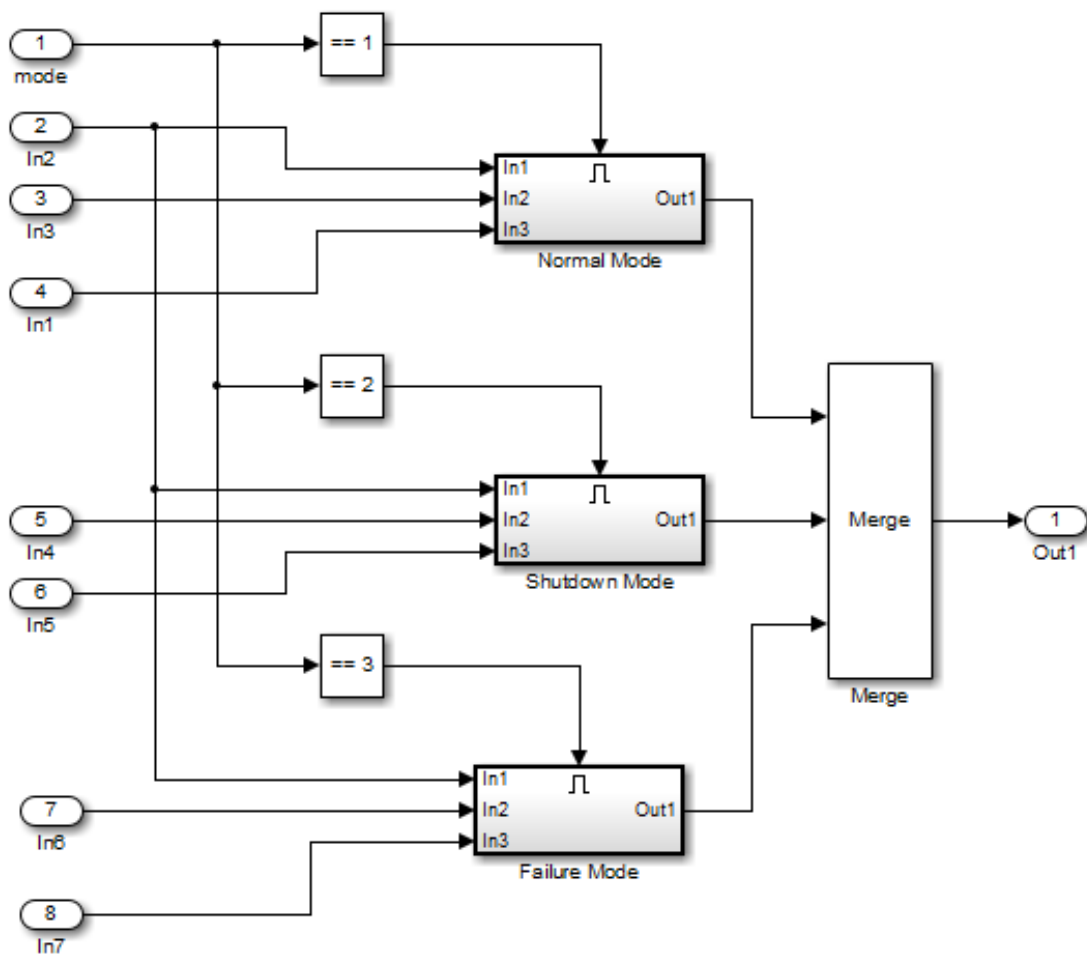 1
mode
== 1
2
In2
3
In3
4
In1
In1
In2
In3
Out1
Normal Mode
== 2
5
In4
6
In5
In1
In2
In3
Out1
Shutdown Mode
== 3
7
In6
8
In7
In1
In2
In3
Out1
Failure Mode
Merge
Merge
1
Out1